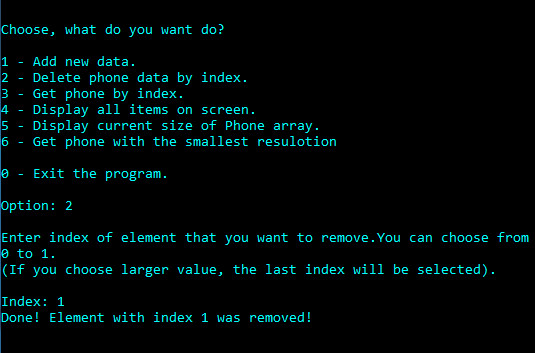 Choose, what do you want do?
1 - Add new data.
2 - Delete phone data by index.
3 - Get phone by index.
4 - Display all items on screen.
5 - Display current size of Phone array.
6 - Get phone with the smallest resulotion
0 - Exit the program.
Option: 2
Enter index of element that you want to remove.You can choose from
0 to 1.
(If you choose larger value, the last index will be selected).
Index: 1
Done! Element with index 1 was removed!